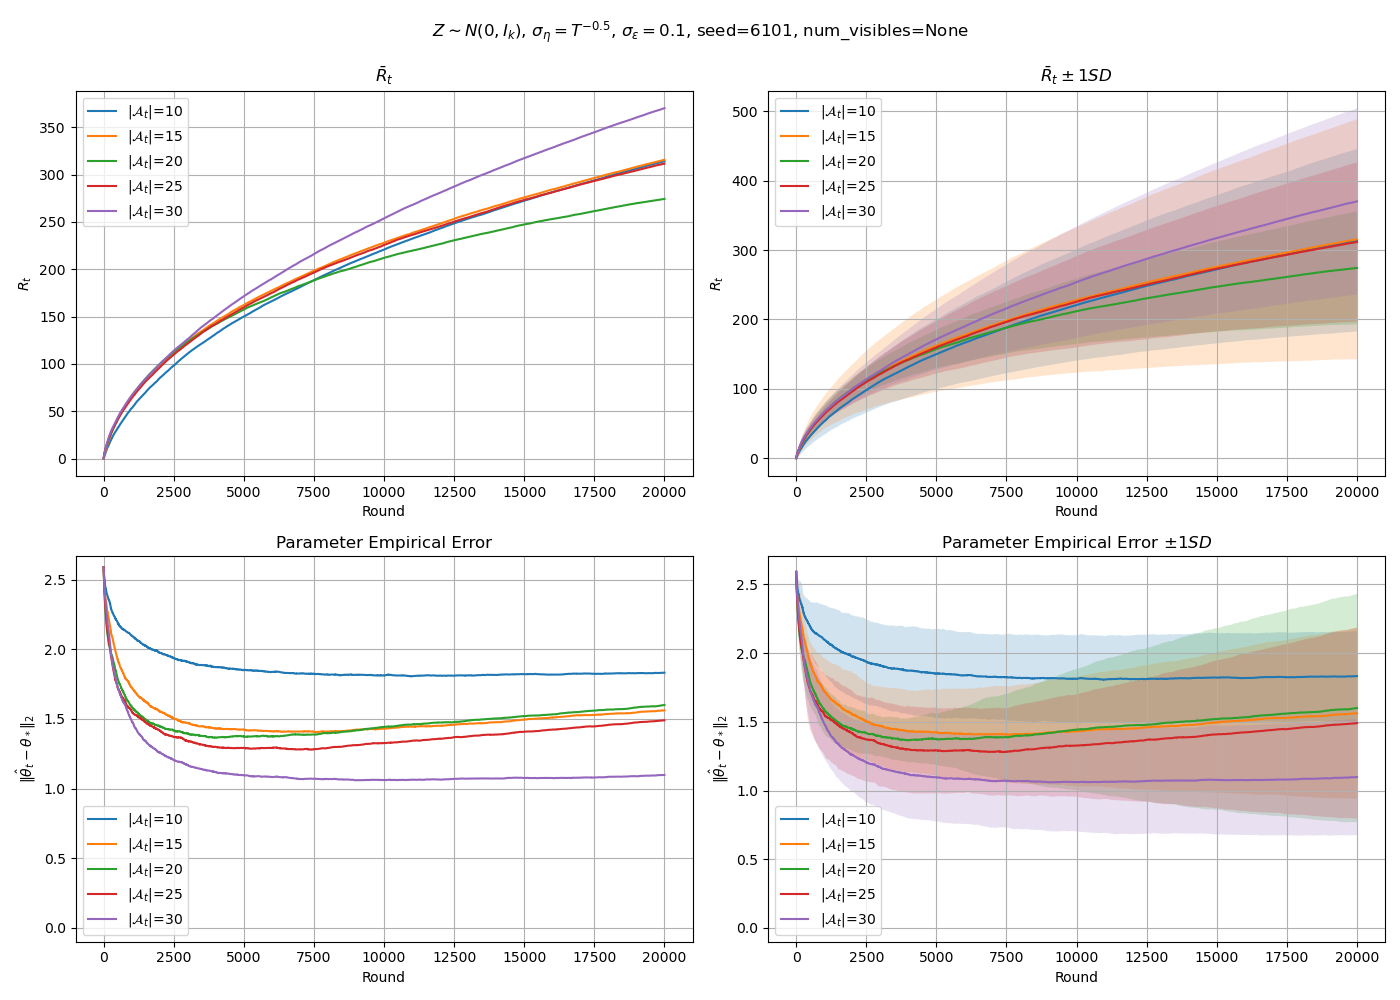 Z ∼ N(0, I_k), σ_η = T^{−0.5}, σ_ε = 0.1, seed=6101, num_visibles=None
R̄_t
R_t
350
300
250
200
150
100
50
0
|𝒜_t|=10
|𝒜_t|=15
|𝒜_t|=20
|𝒜_t|=25
|𝒜_t|=30
0 2500 5000 7500 10000 12500 15000 17500 20000
Round
R̄_t ± 1SD
R_t
500
400
300
200
100
0
|𝒜_t|=10
|𝒜_t|=15
|𝒜_t|=20
|𝒜_t|=25
|𝒜_t|=30
0 2500 5000 7500 10000 12500 15000 17500 20000
Round
Parameter Empirical Error
‖θ̂_t − θ_*‖_2
2.5
2.0
1.5
1.0
0.5
0.0
|𝒜_t|=10
|𝒜_t|=15
|𝒜_t|=20
|𝒜_t|=25
|𝒜_t|=30
0 2500 5000 7500 10000 12500 15000 17500 20000
Round
Parameter Empirical Error ±1SD
‖θ̂_t − θ_*‖_2
2.5
2.0
1.5
1.0
0.5
0.0
|𝒜_t|=10
|𝒜_t|=15
|𝒜_t|=20
|𝒜_t|=25
|𝒜_t|=30
0 2500 5000 7500 10000 12500 15000 17500 20000
Round